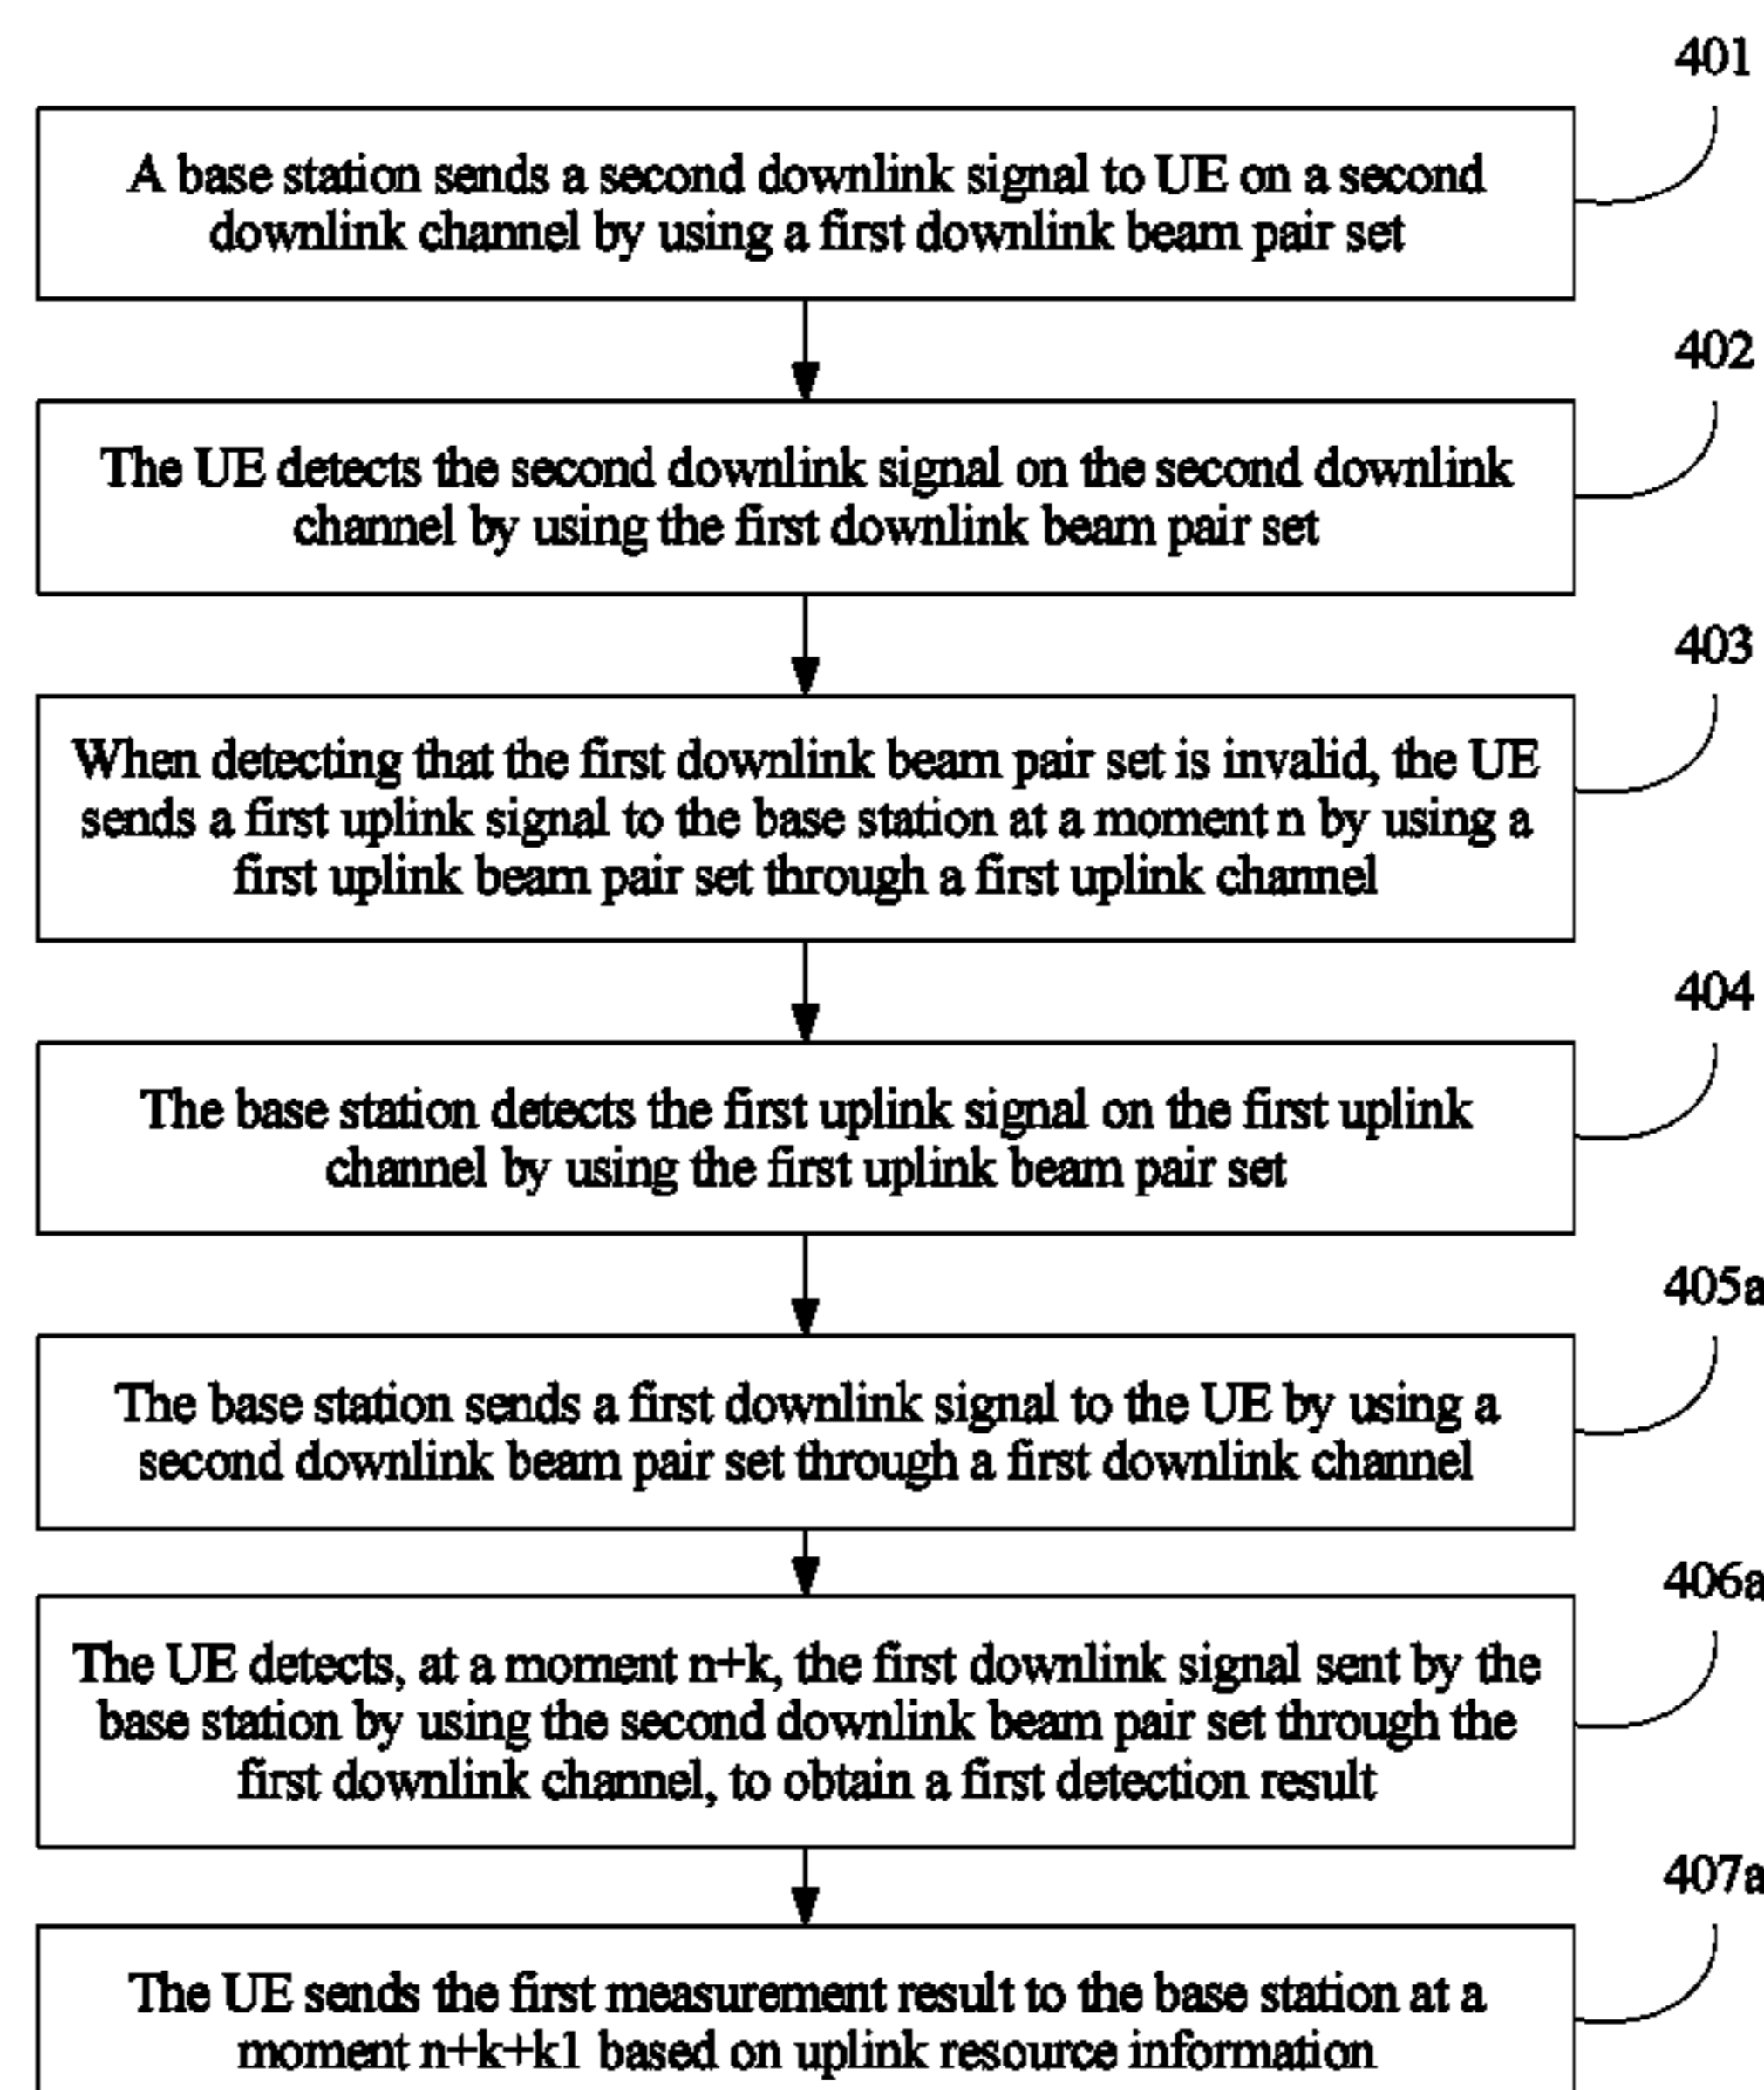 401
A base station sends a second downlink signal to UE on a second
downlink channel by using a first downlink beam pair set
402
The UE detects the second downlink signal on the second downlink
channel by using the first downlink beam pair set
403
When detecting that the first downlink beam pair set is invalid, the UE
sends a first uplink signal to the base station at a moment n by using a
first uplink beam pair set through a first uplink channel
404
The base station detects the first uplink signal on the first uplink
channel by using the first uplink beam pair set
405a
The base station sends a first downlink signal to the UE by using a
second downlink beam pair set through a first downlink channel
406a
The UE detects, at a moment n+k, the first downlink signal sent by the
base station by using the second downlink beam pair set through the
first downlink channel, to obtain a first detection result
407a
The UE sends the first measurement result to the base station at a
moment n+k+k1 based on uplink resource information